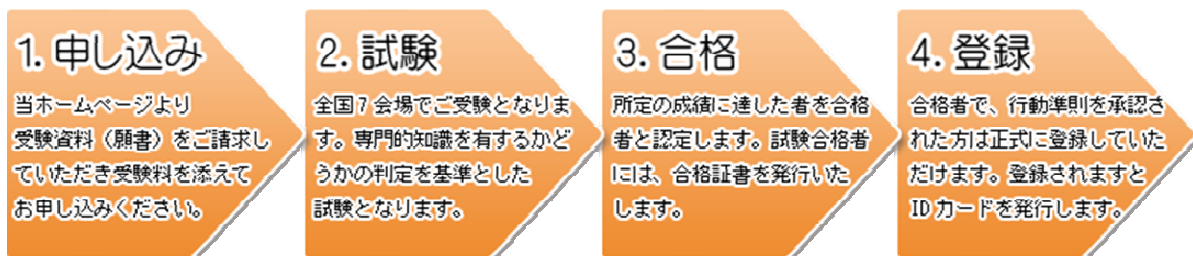 1. 申し込み
当ホームページより
受験資料（願書）をご請求し
ていただき受験料を添えて
お申し込みください。
2. 試験
全国7会場でご受験となりま
す。専門的知識を有するかど
うかの判定を基準とした
試験となります。
3. 合格
所定の成績に達した者を合格
者と認定します。試験合格者
には、合格証書を発行いた
します。
4. 登録
合格者で、行動準則を承認さ
れた方は正式に登録していた
だけます。登録されますと
IDカードを発行します。